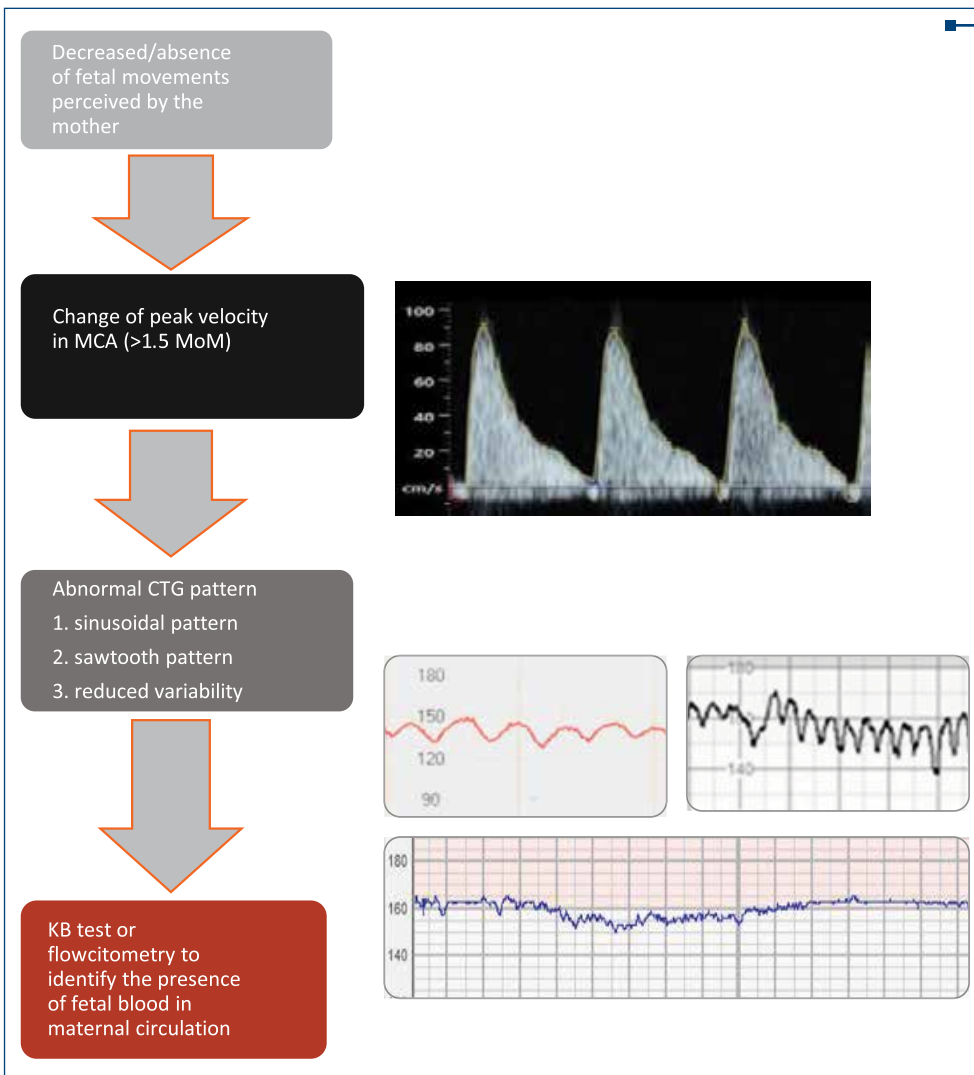 Decreased/absence
of fetal movements
perceived by the
mother
Change of peak velocity
in MCA (>1.5 MoM)
100
80
60
40
20
cm/s
Abnormal CTG pattern
1. sinusoidal pattern
2. sawtooth pattern
3. reduced variability
180
150
120
90
180
140
180
160
140
KB test or
flowcitometry to
identify the presence
of fetal blood in
maternal circulation